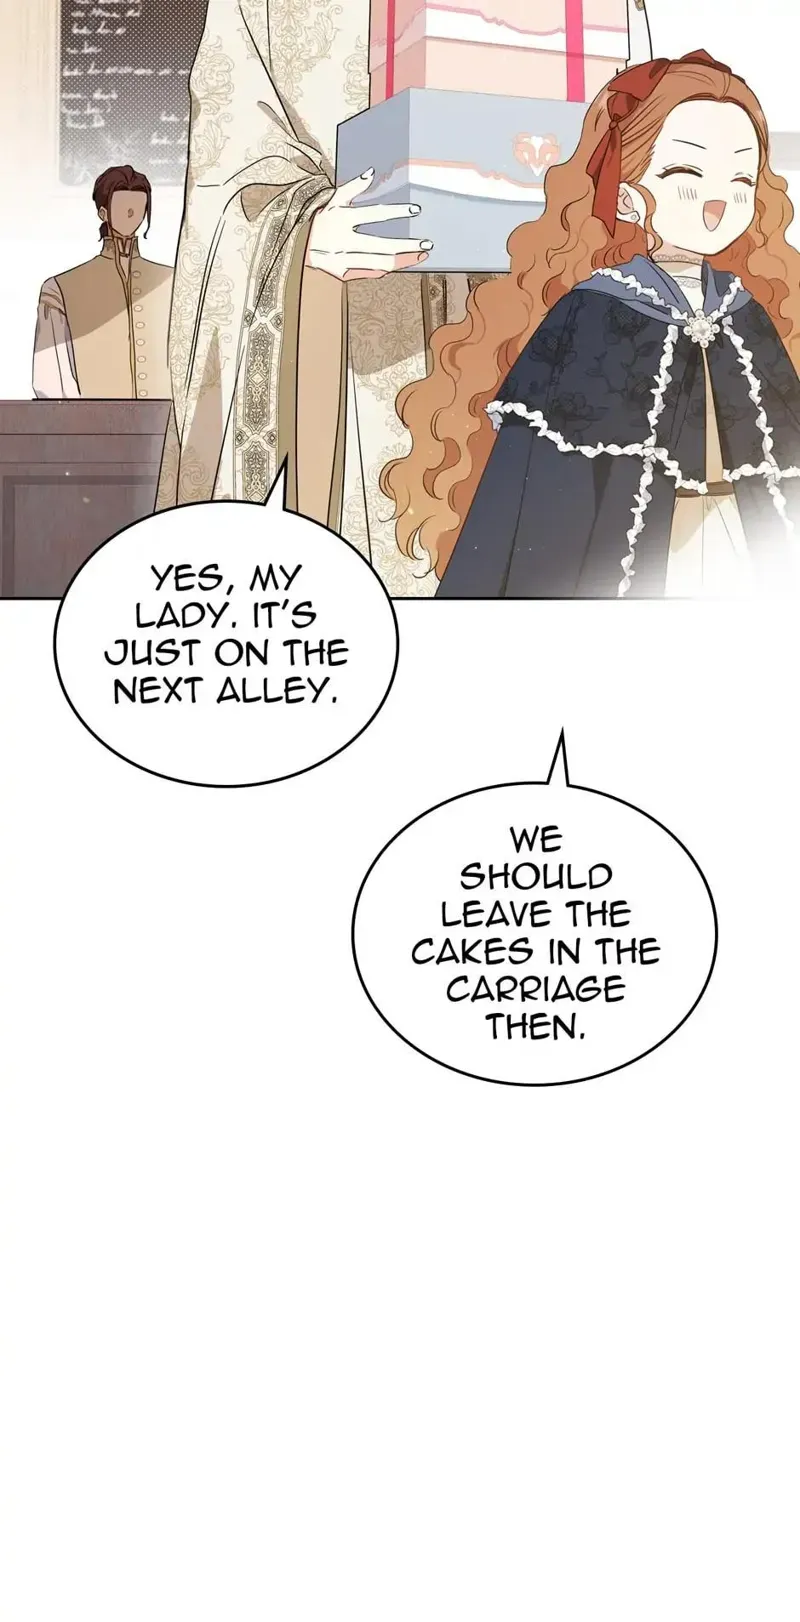 YES, MY
LADY. IT'S
JUST ON THE
NEXT ALLEY.
WE
SHOULD
LEAVE THE
CAKES IN THE
CARRIAGE
THEN.